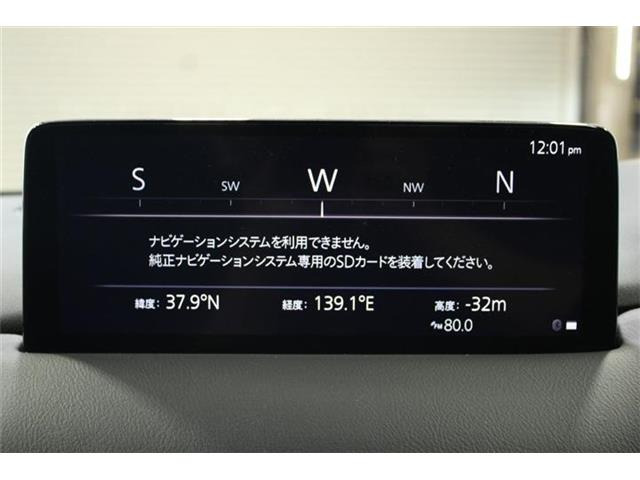 12:01pm
S SW W NW N
ナビゲーションシステムを利用できません。
純正ナビゲーションシステム専用のSDカードを装着してください。
緯度: 37.9°N 経度: 139.1°E 高度: -32m
FM 80.0